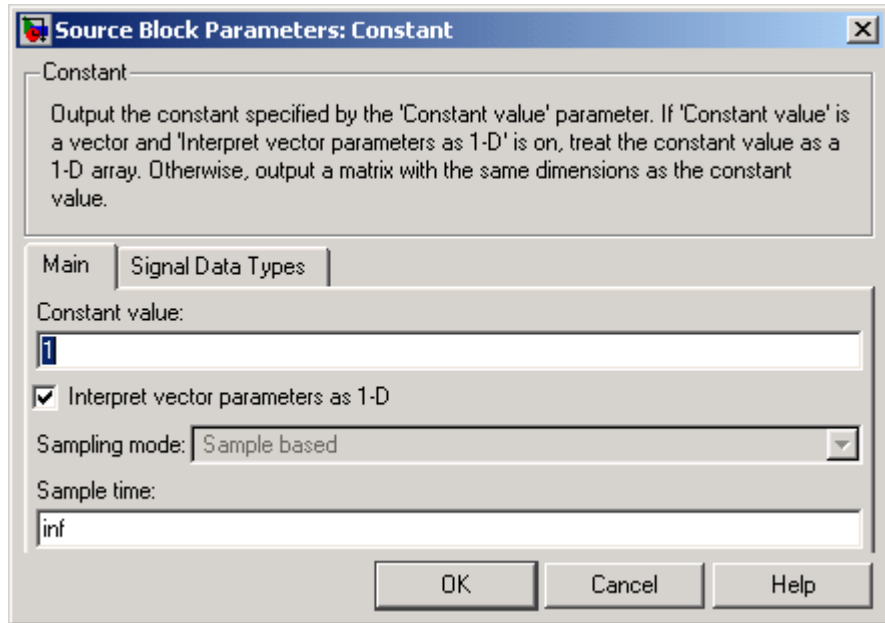 Source Block Parameters: Constant
Constant
Output the constant specified by the 'Constant value' parameter. If 'Constant value' is
a vector and 'Interpret vector parameters as 1-D' is on, treat the constant value as a
1-D array. Otherwise, output a matrix with the same dimensions as the constant
value.
Main Signal Data Types
Constant value:
1
Interpret vector parameters as 1-D
Sampling mode: Sample based
Sample time:
inf
OK Cancel Help